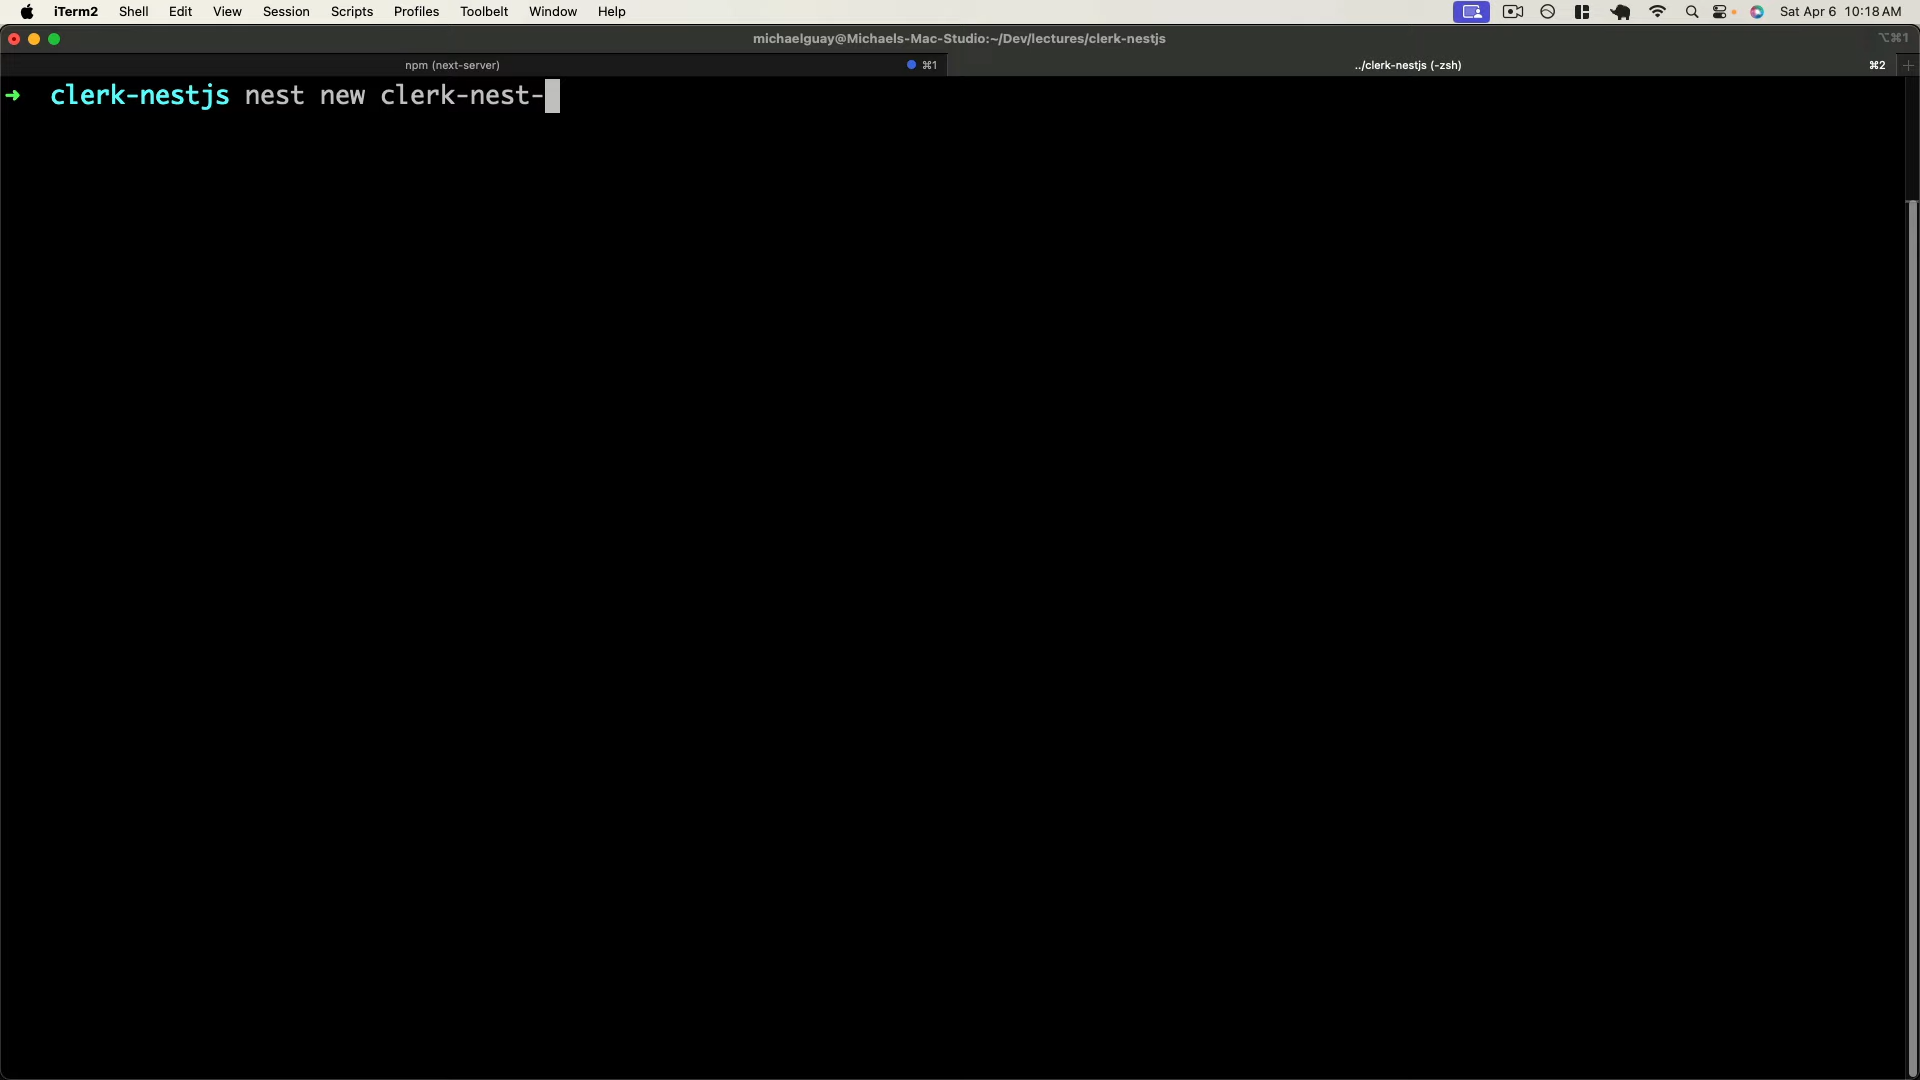 iTerm2 Shell Edit View Session Scripts Profiles Toolbelt Window Help Sat Apr 6 10:18 AM
michaelguay@Michaels-Mac-Studio:~/Dev/lectures/clerk-nestjs ⌥⌘1
npm (next-server) ⌘1 ../clerk-nestjs (-zsh) ⌘2
➜ clerk-nestjs nest new clerk-nest-